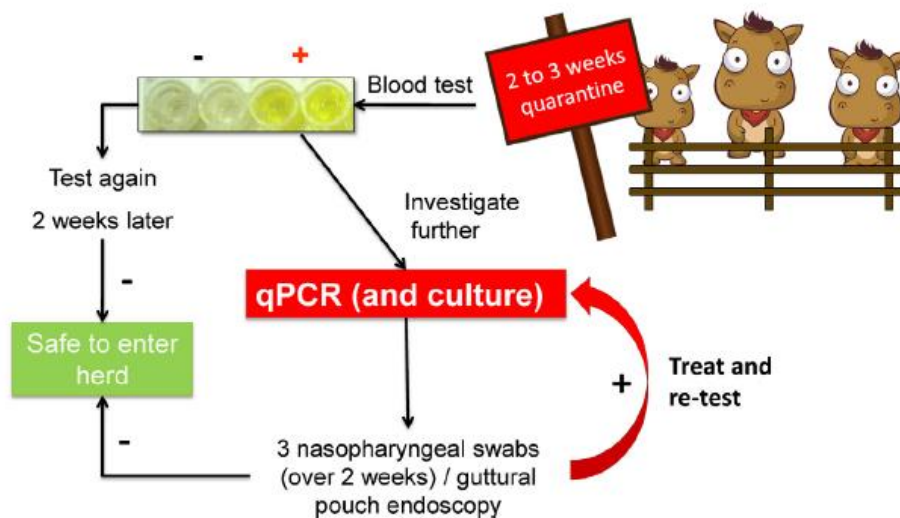 -
+
Blood test
2 to 3 weeks
quarantine
Test again
2 weeks later
Investigate
further
-
qPCR (and culture)
Safe to enter
herd
+
Treat and
re-test
-
3 nasopharyngeal swabs
(over 2 weeks) / guttural
pouch endoscopy